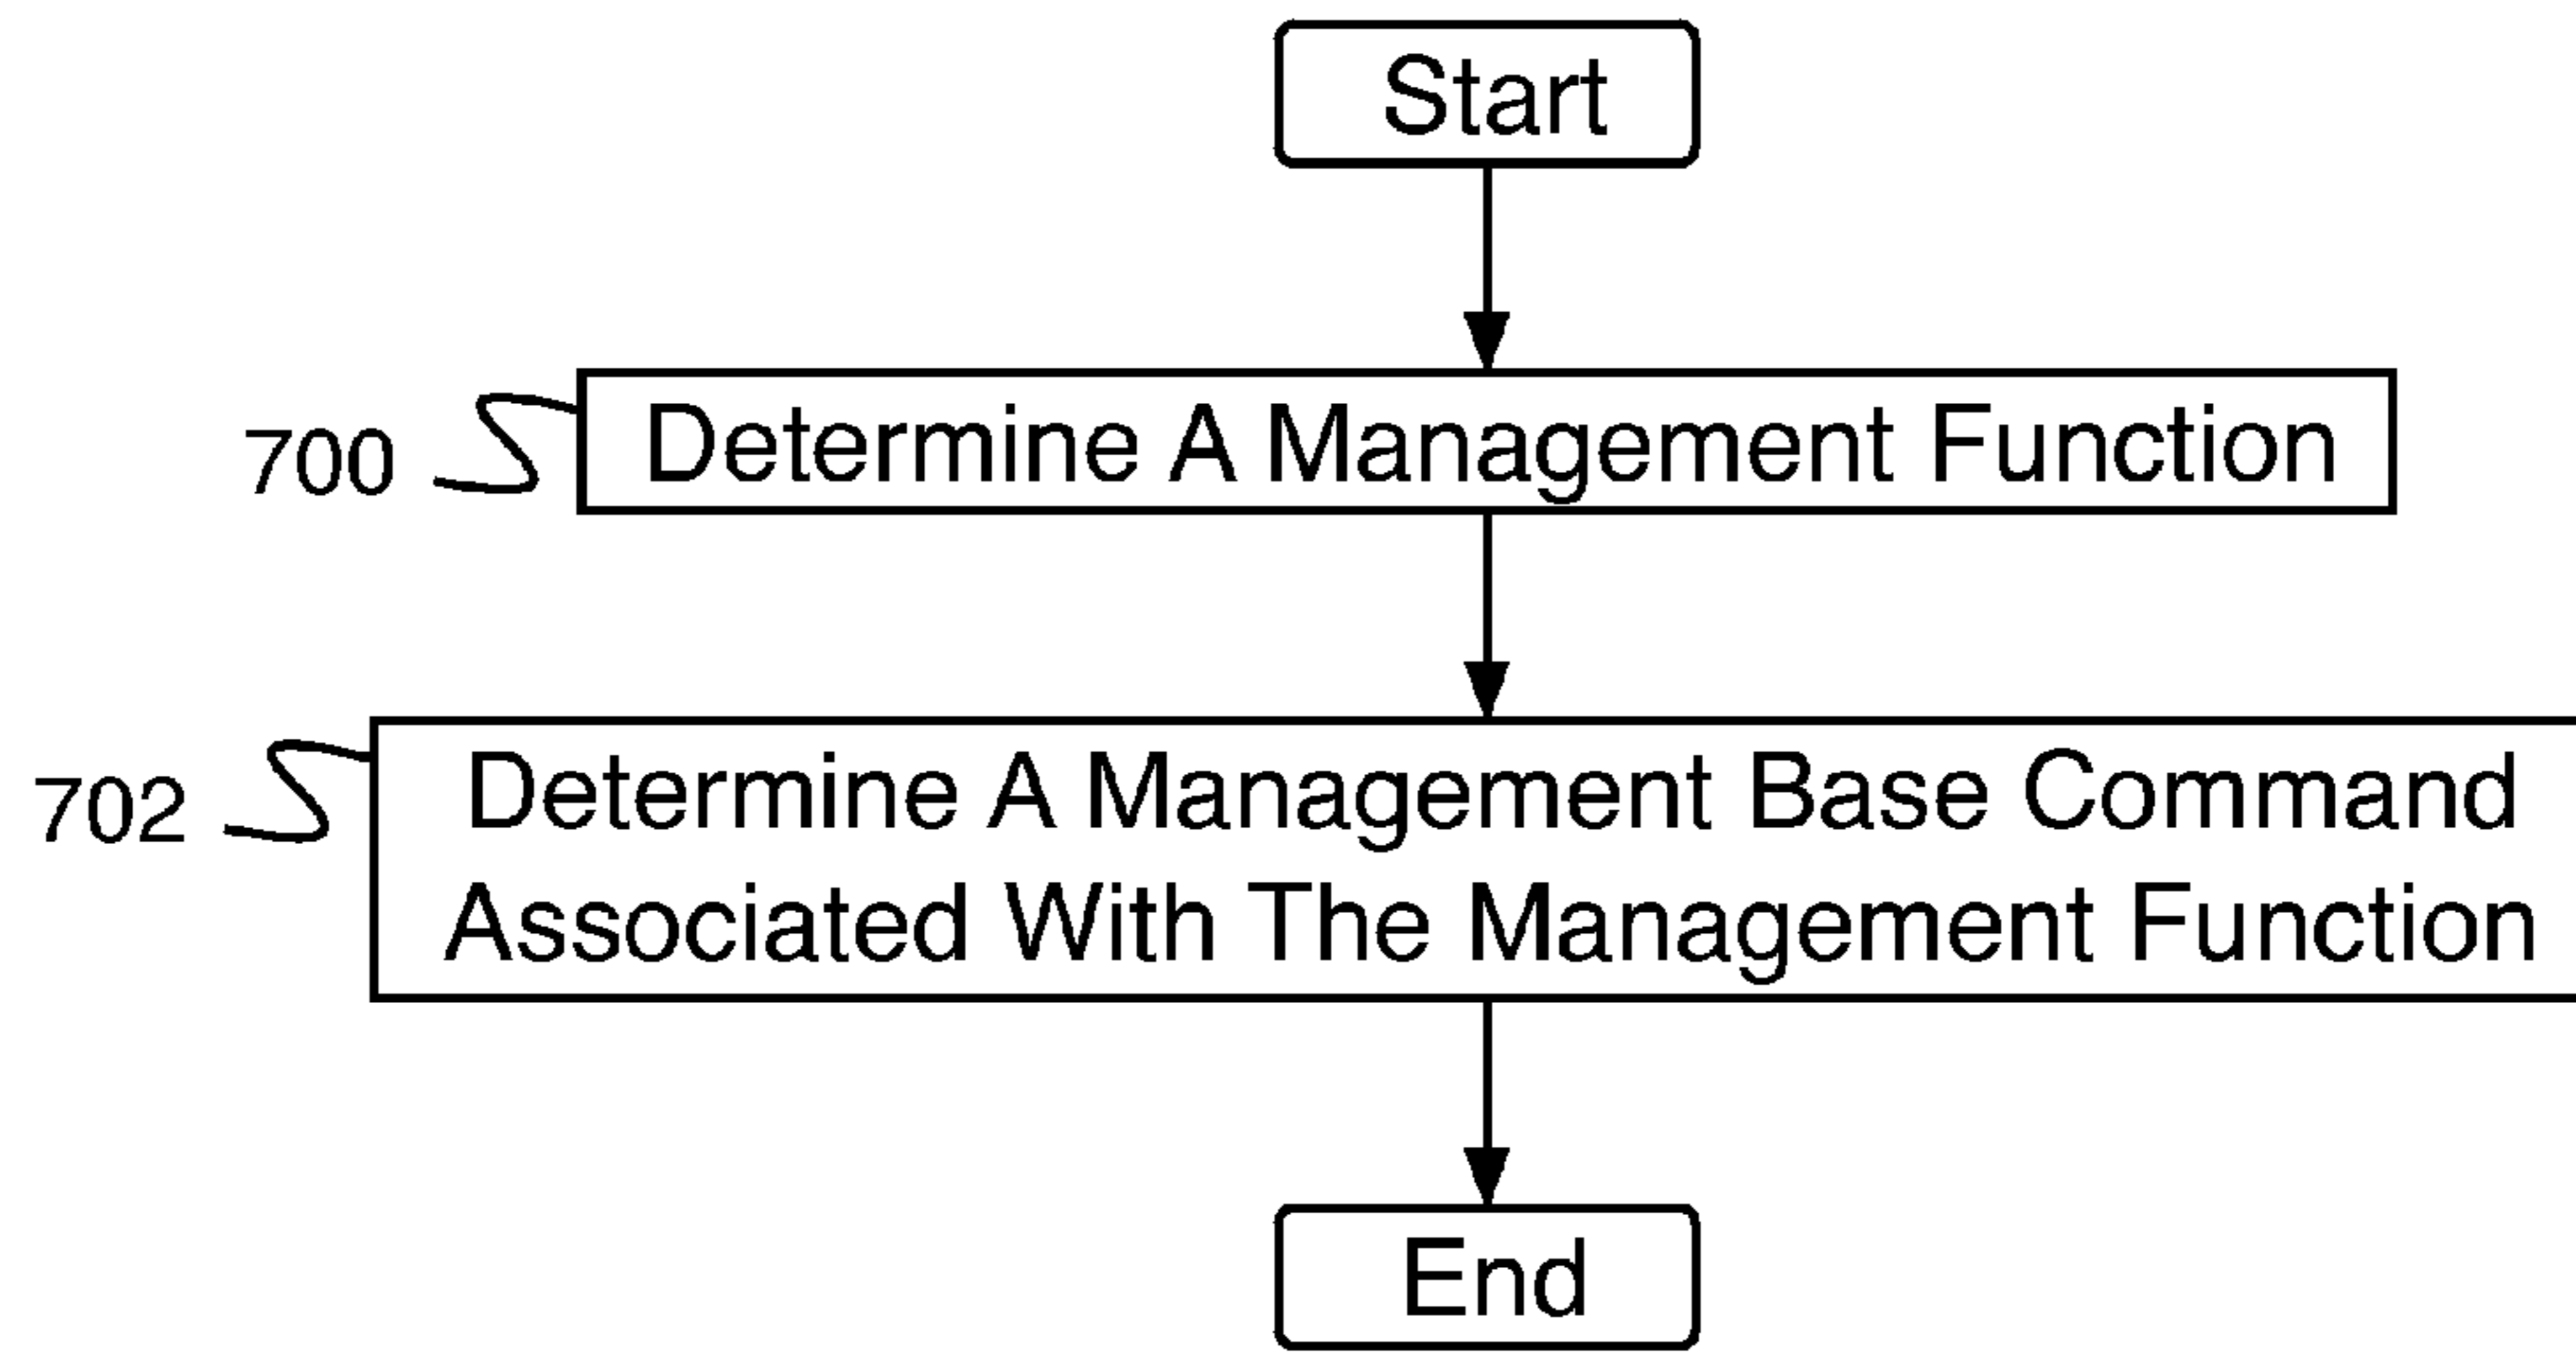 Start
700
Determine A Management Function
702
Determine A Management Base Command
Associated With The Management Function
End